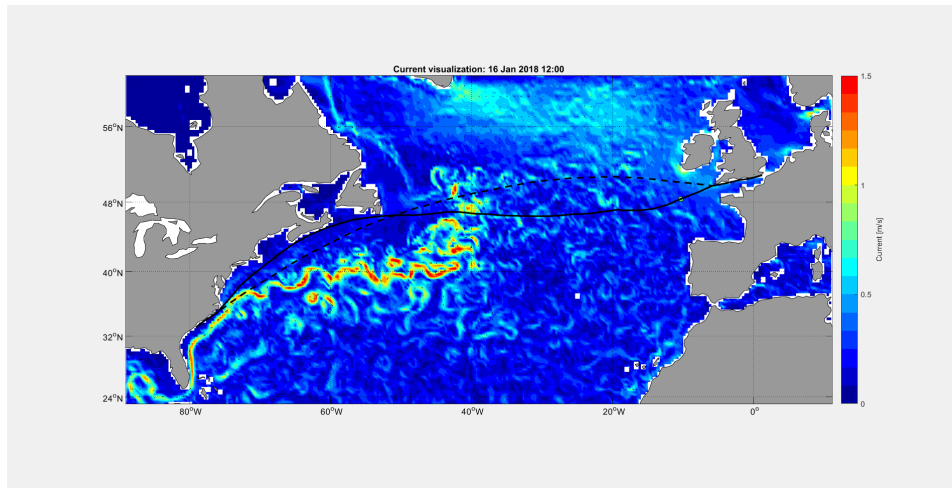 Current visualization: 16 Jan 2018 12:00
56°N
48°N
40°N
32°N
24°N
80°W
60°W
40°W
20°W
0°
1.5
1
0.5
0
Current [m/s]